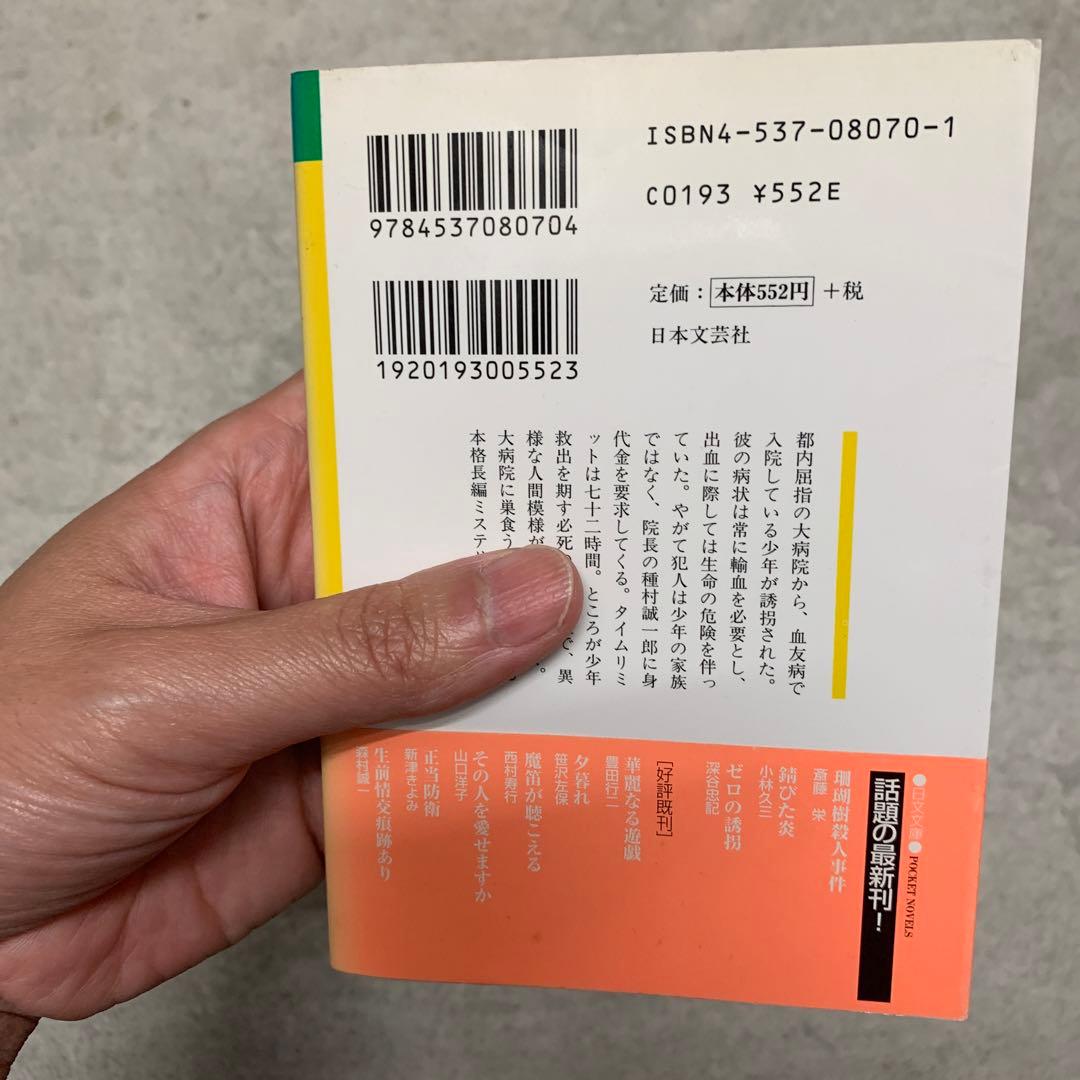 ISBN4-537-08070-1
C0193 ¥552E
9784537080704
1920193005523
定価：本体552円＋税
日本文芸社
都内屈指の大病院から、血友病で
入院している少年が誘拐された。
彼の病状は常に輸血を必要とし、
出血に際しては生命の危険を伴っ
ていた。やがて犯人は少年の家族
ではなく、院長の種村誠一郎に身
代金を要求してくる。タイムリミ
ットは七十二時間。ところが少年
救出を期す必死の で、異
様な人間模様が 。
大病院に巣食う
本格長編ミステリ
●日文文庫●POCKET NOVELS
話題の最新刊！
珊瑚樹殺人事件
斎藤 栄
錆びた炎
小林久三
ゼロの誘拐
深谷忠記
[好評既刊]
華麗なる遊戯
豊田行二
夕暮れ
笹沢左保
魔笛が聴こえる
西村寿行
その人を愛せますか
山口洋子
正当防衛
新津きよみ
生前情交痕跡あり
森村誠一